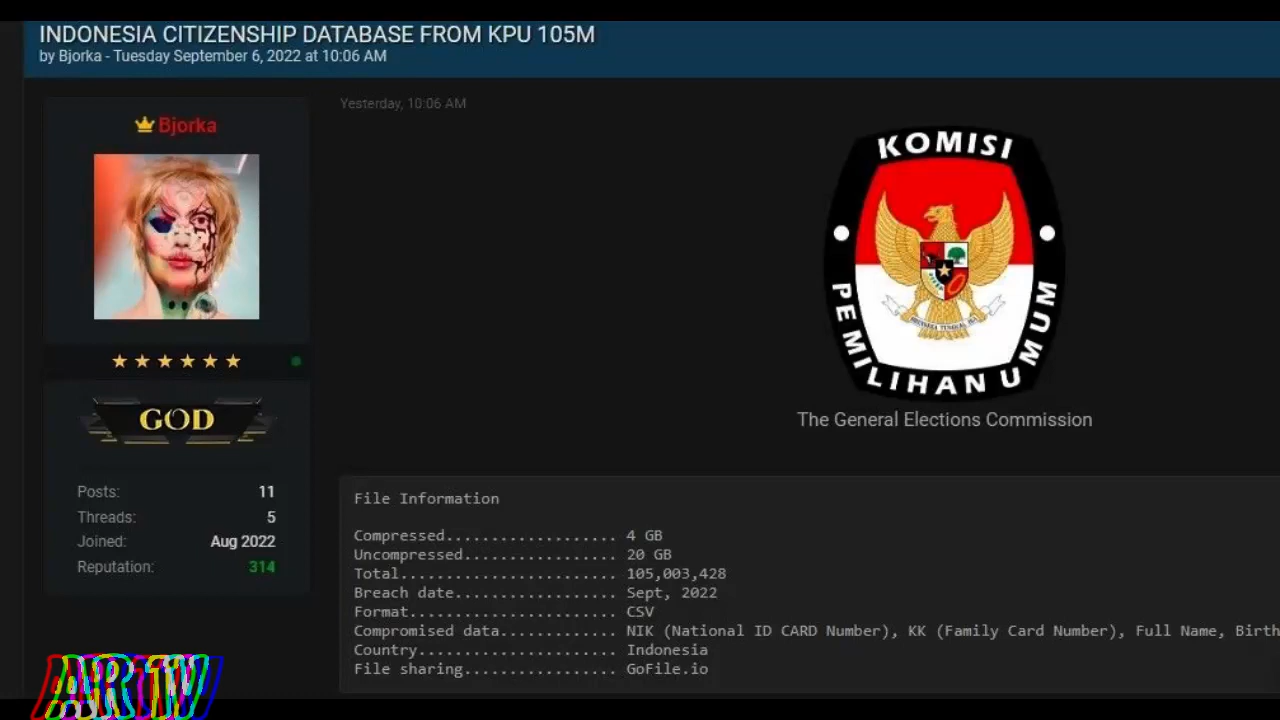 INDONESIA CITIZENSHIP DATABASE FROM KPU 105M
by Bjorka - Tuesday September 6, 2022 at 10:06 AM
Yesterday, 10:06 AM
Bjorka
KOMISI
PEMILIHAN UMUM
The General Elections Commission
GOD
Posts: 11
Threads: 5
Joined: Aug 2022
Reputation: 314
File Information
Compressed................... 4 GB
Uncompressed................. 20 GB
Total........................ 105,003,428
Breach date.................. Sept, 2022
Format....................... CSV
Compromised data............. NIK (National ID CARD Number), KK (Family Card Number), Full Name, Birth
Country...................... Indonesia
File sharing................. GoFile.io
ARTW